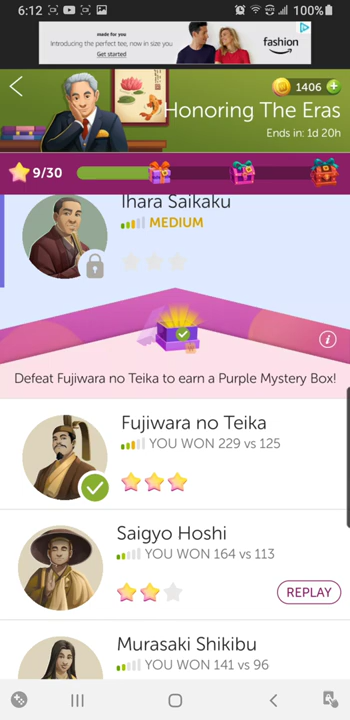 6:12
100%
made for you
Introducing the perfect tee, now in size you
Get started
fashion
1406
Honoring The Eras
Ends in: 1d 20h
9/30
Ihara Saikaku
MEDIUM
i
Defeat Fujiwara no Teika to earn a Purple Mystery Box!
Fujiwara no Teika
YOU WON 229 vs 125
Saigyo Hoshi
YOU WON 164 vs 113
REPLAY
Murasaki Shikibu
YOU WON 141 vs 96